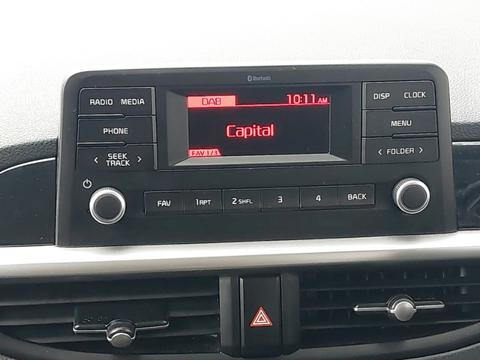 Bluetooth
RADIO MEDIA
DAB 10:11 AM
DISP CLOCK
PHONE
Capital
MENU
< SEEK TRACK >
FAV 1/1
< FOLDER >
FAV 1 RPT 2 SHFL 3 4 BACK